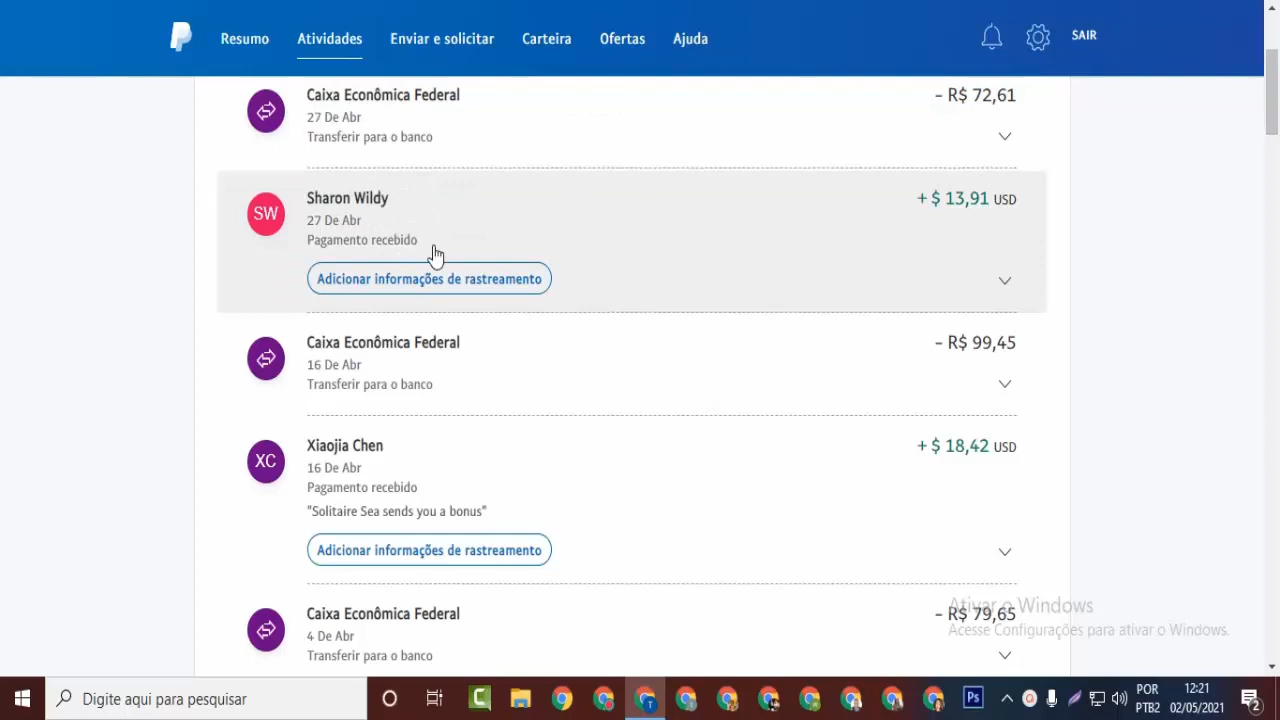 Resumo Atividades Enviar e solicitar Carteira Ofertas Ajuda SAIR
Caixa Econômica Federal - R$ 72,61
27 De Abr
Transferir para o banco
SW Sharon Wildy + $ 13,91 USD
27 De Abr
Pagamento recebido
Adicionar informações de rastreamento
Caixa Econômica Federal - R$ 99,45
16 De Abr
Transferir para o banco
XC Xiaojia Chen + $ 18,42 USD
16 De Abr
Pagamento recebido
"Solitaire Sea sends you a bonus"
Adicionar informações de rastreamento
Caixa Econômica Federal - R$ 79,65
4 De Abr
Transferir para o banco
Ativar o Windows
Acesse Configurações para ativar o Windows.
Digite aqui para pesquisar
Ps
POR
PTB2
12:21
02/05/2021
2